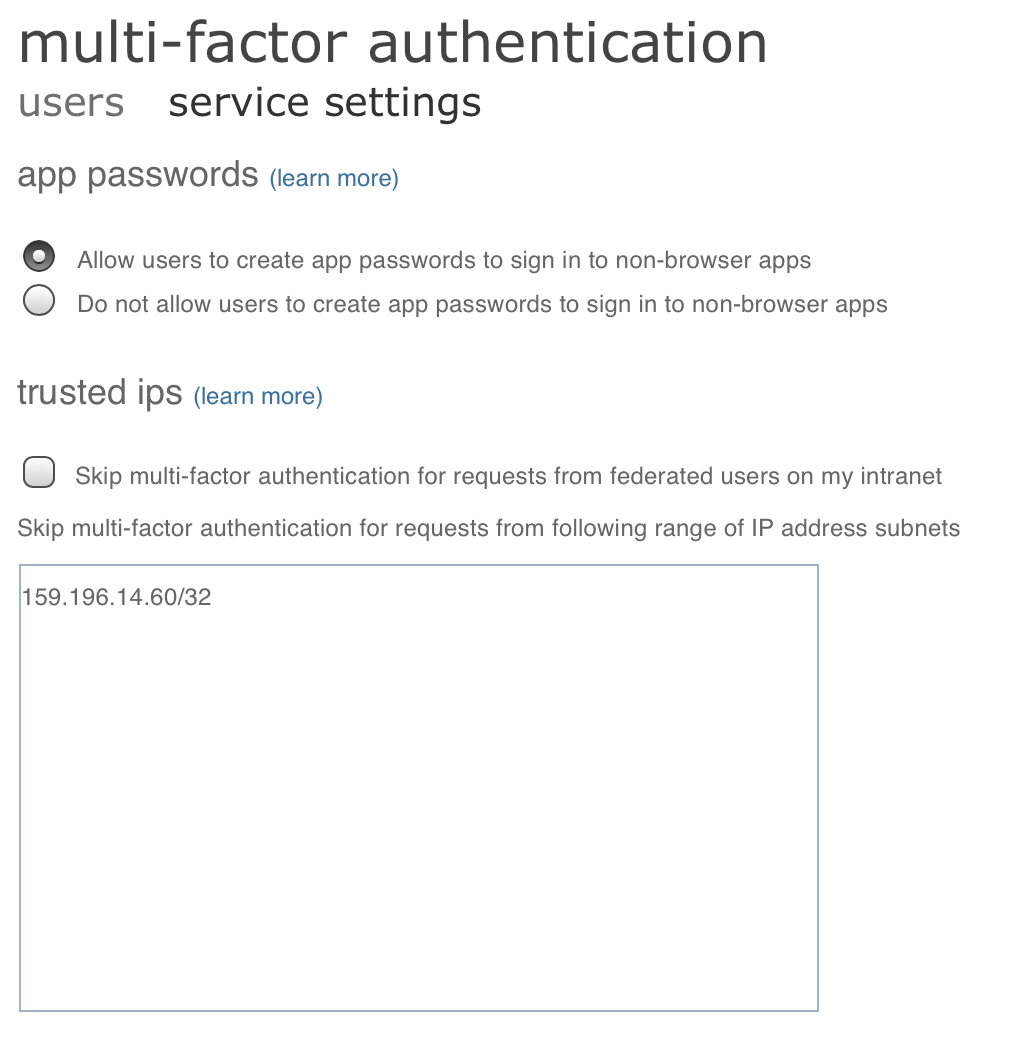 multi-factor authentication
users service settings
app passwords (learn more)
Allow users to create app passwords to sign in to non-browser apps
Do not allow users to create app passwords to sign in to non-browser apps
trusted ips (learn more)
Skip multi-factor authentication for requests from federated users on my intranet
Skip multi-factor authentication for requests from following range of IP address subnets
159.196.14.60/32